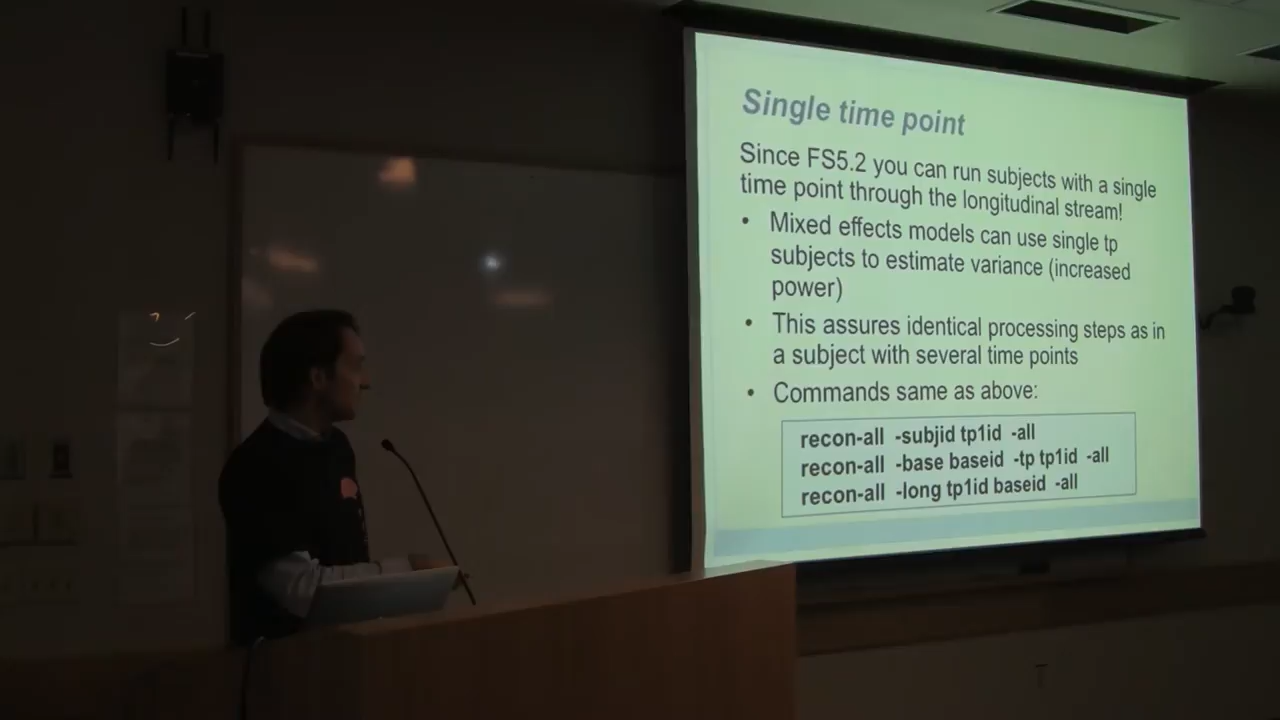 Single time point
Since FS5.2 you can run subjects with a single
time point through the longitudinal stream!
• Mixed effects models can use single tp
subjects to estimate variance (increased
power)
• This assures identical processing steps as in
a subject with several time points
• Commands same as above:
recon-all -subjid tp1id -all
recon-all -base baseid -tp tp1id -all
recon-all -long tp1id baseid -all